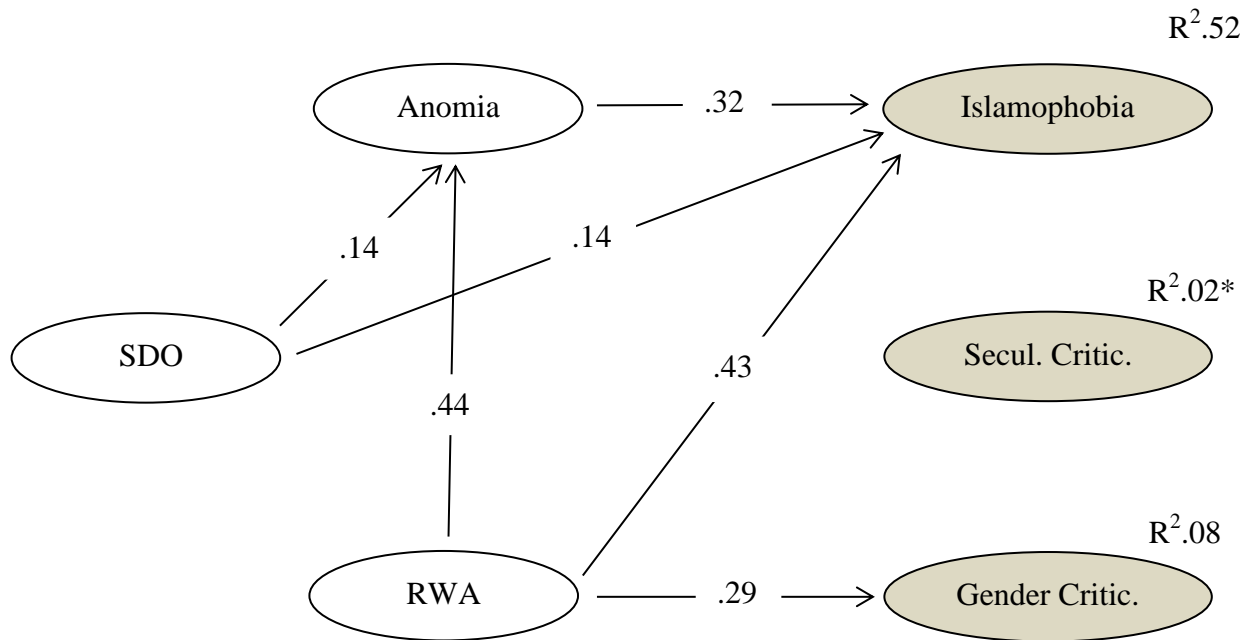 R².52
Anomia
.32
Islamophobia
.14
.14
R².02*
SDO
Secul. Critic.
.43
.44
R².08
RWA
.29
Gender Critic.